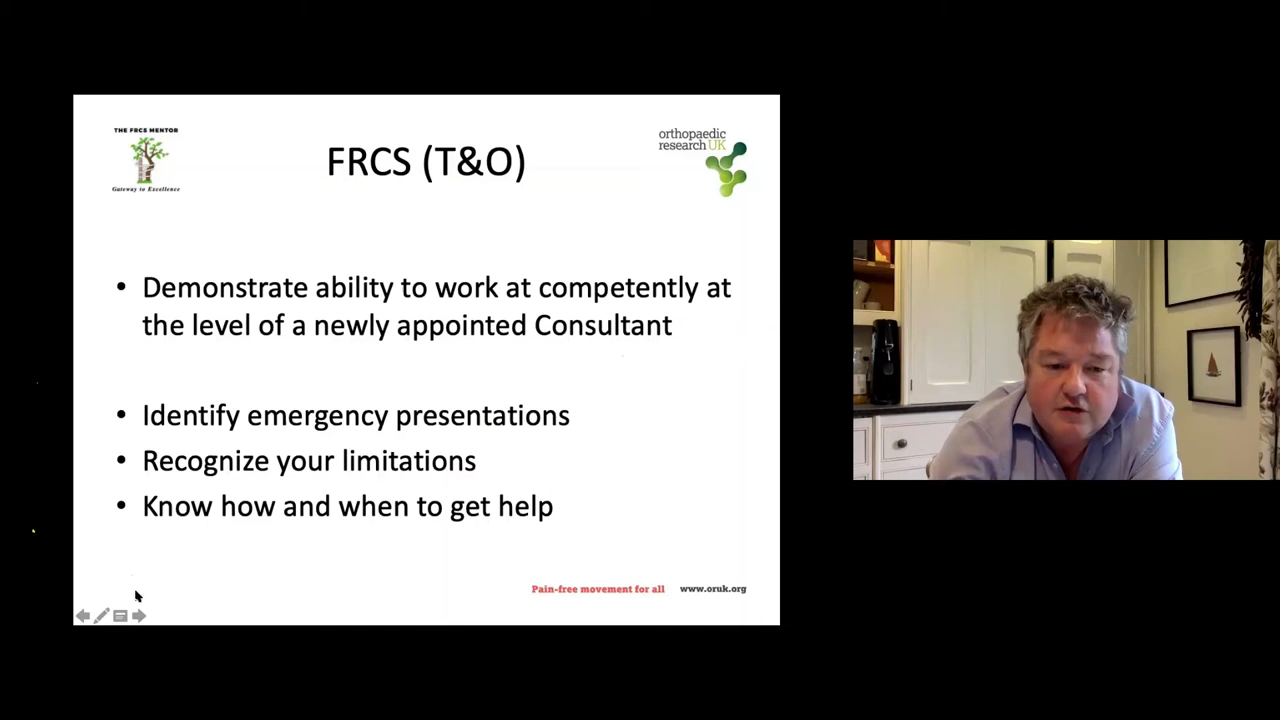 THE FRCS MENTOR
Gateway to Excellence
orthopaedic
research UK
FRCS (T&O)
• Demonstrate ability to work at competently at
the level of a newly appointed Consultant
• Identify emergency presentations
• Recognize your limitations
• Know how and when to get help
Pain-free movement for all www.oruk.org